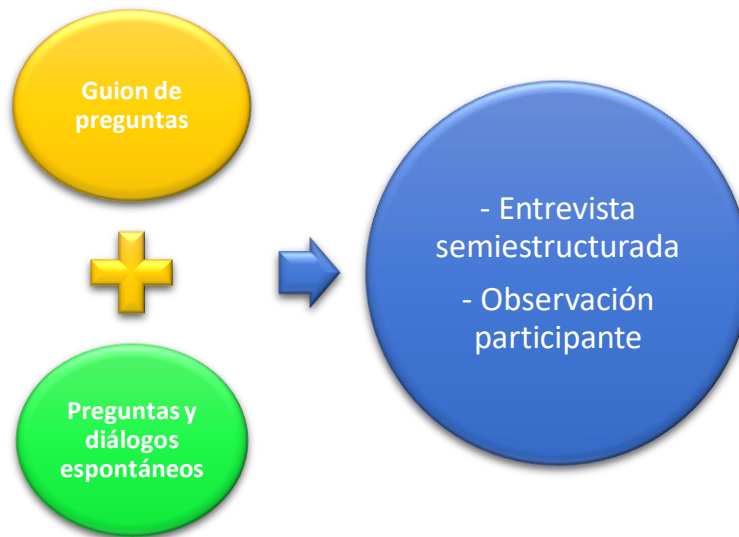 Guion de
preguntas
Preguntas y
diálogos
espontáneos
- Entrevista
semiestructurada
- Observación
participante